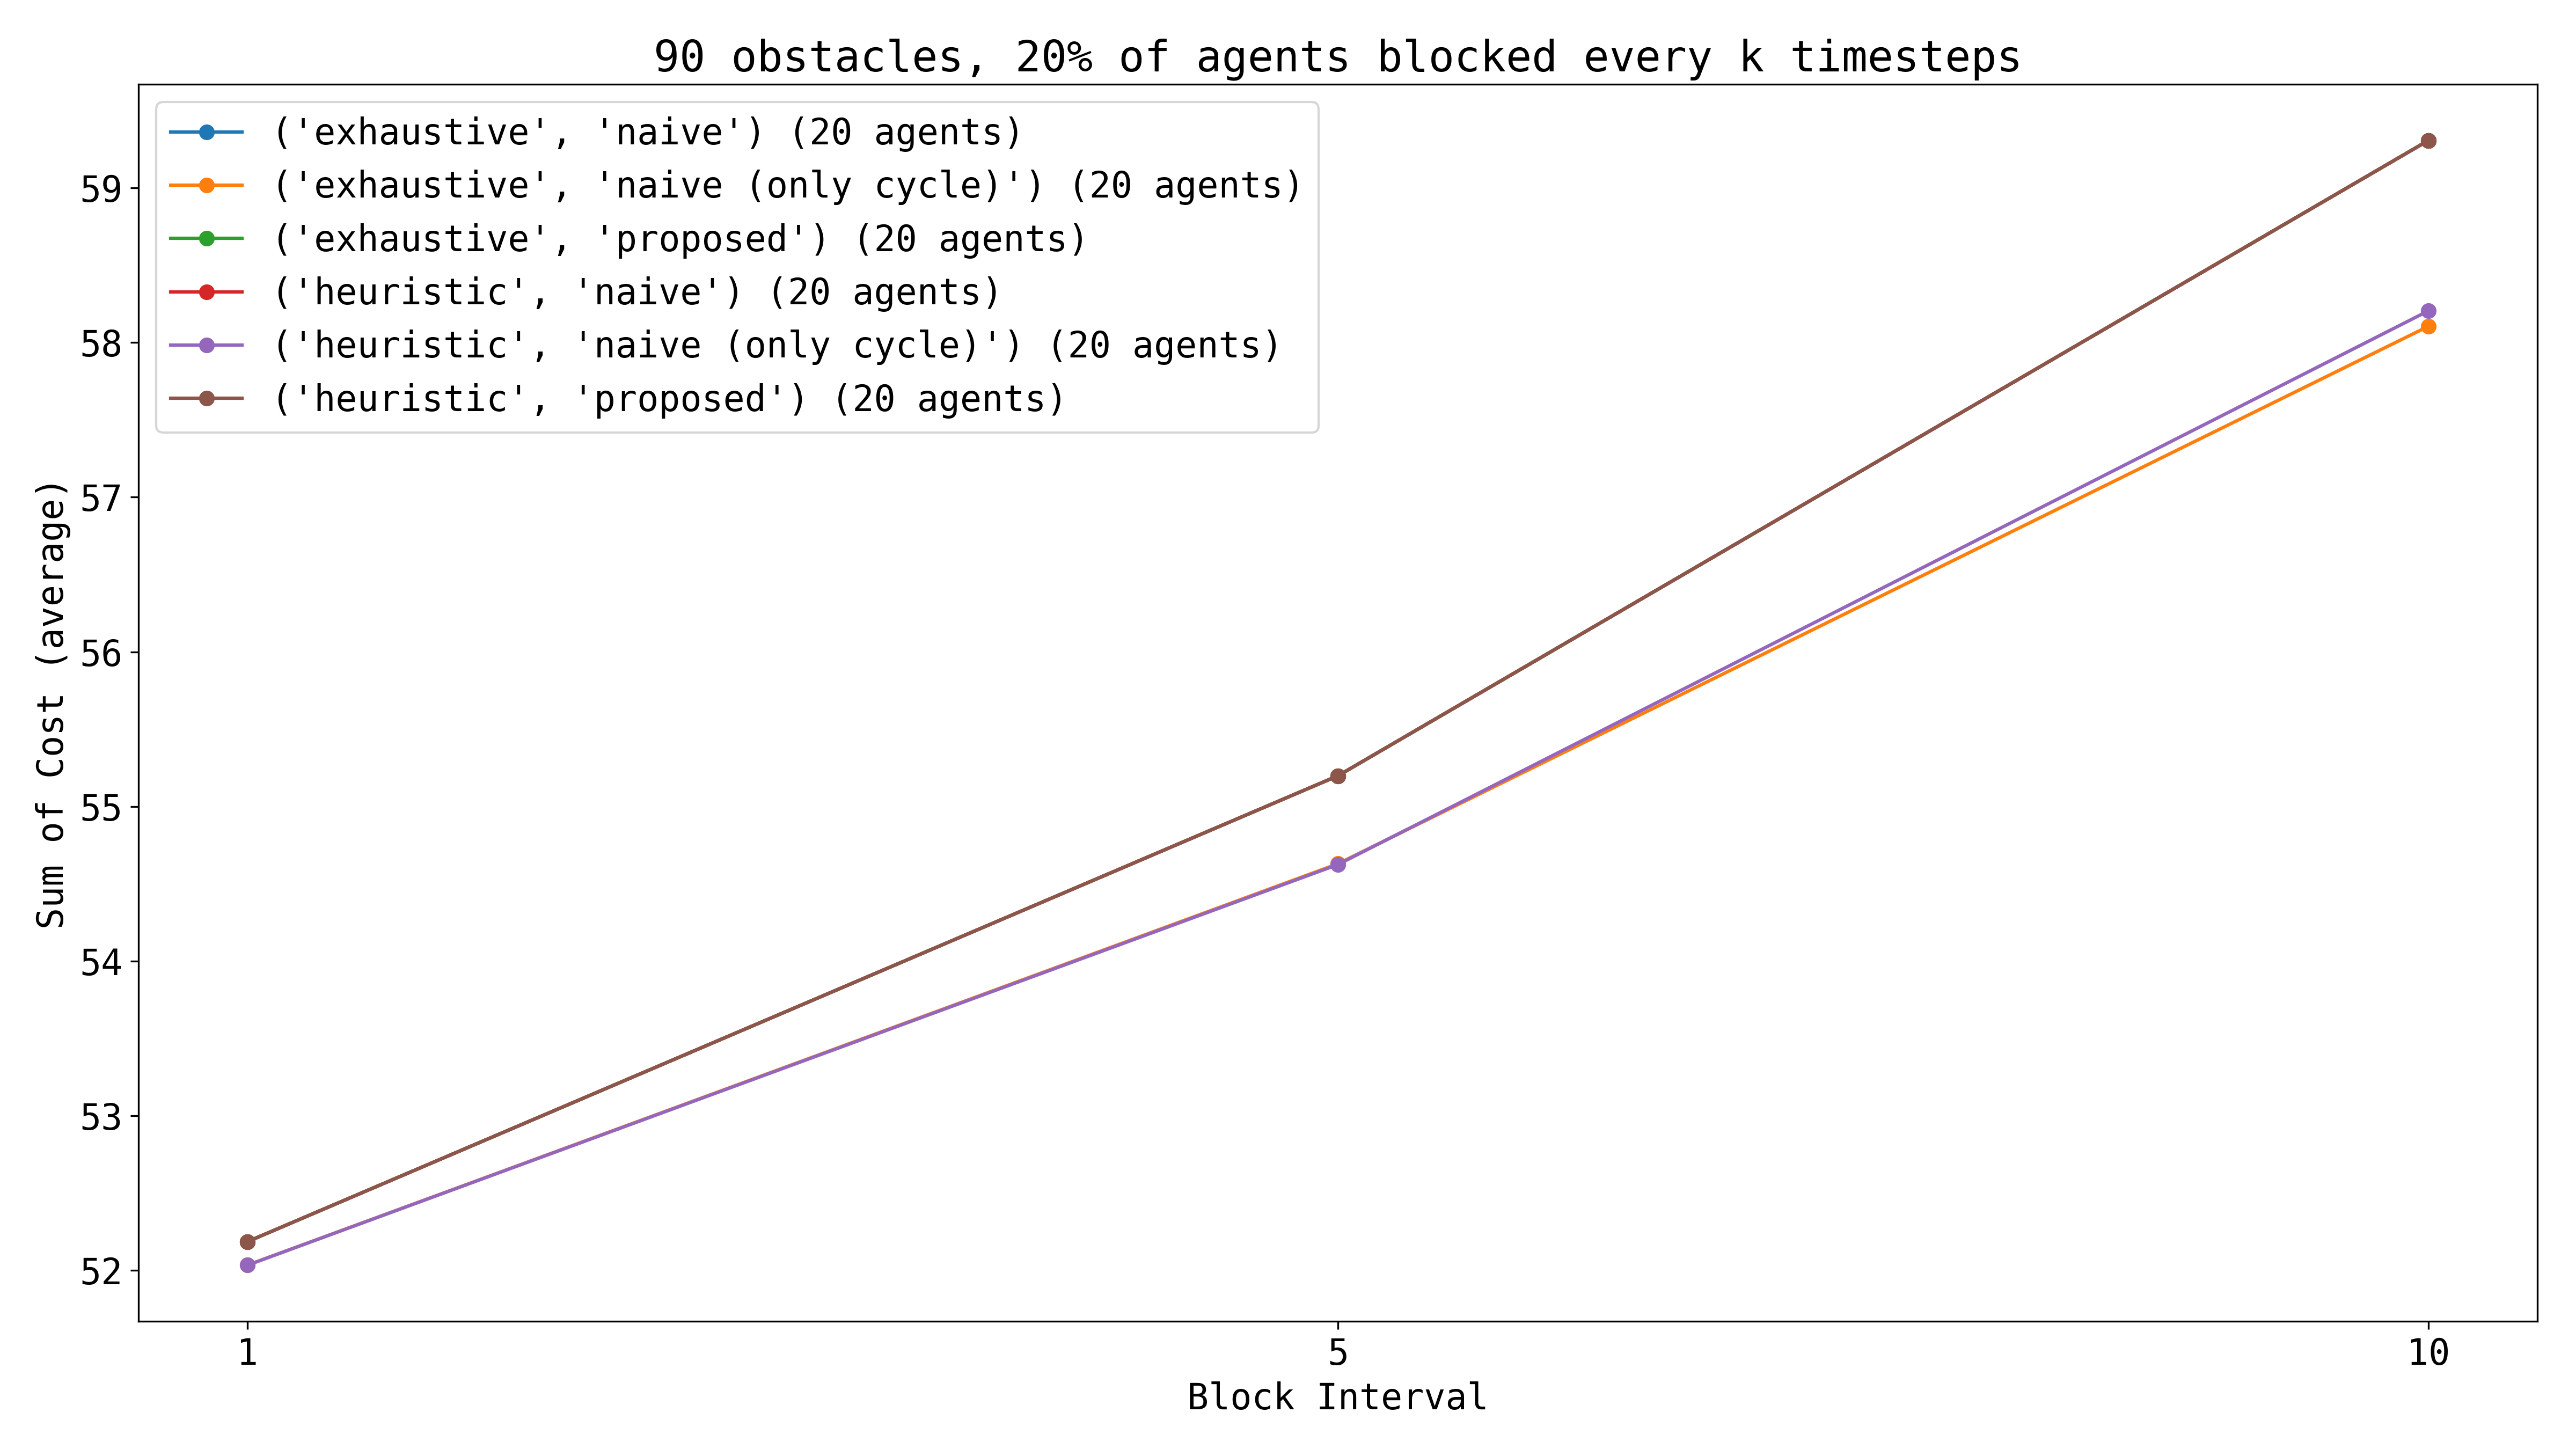 90 obstacles, 20% of agents blocked every k timesteps
('exhaustive', 'naive') (20 agents)
('exhaustive', 'naive (only cycle)') (20 agents)
('exhaustive', 'proposed') (20 agents)
('heuristic', 'naive') (20 agents)
('heuristic', 'naive (only cycle)') (20 agents)
('heuristic', 'proposed') (20 agents)
Sum of Cost (average)
59
58
57
56
55
54
53
52
1 5 10
Block Interval